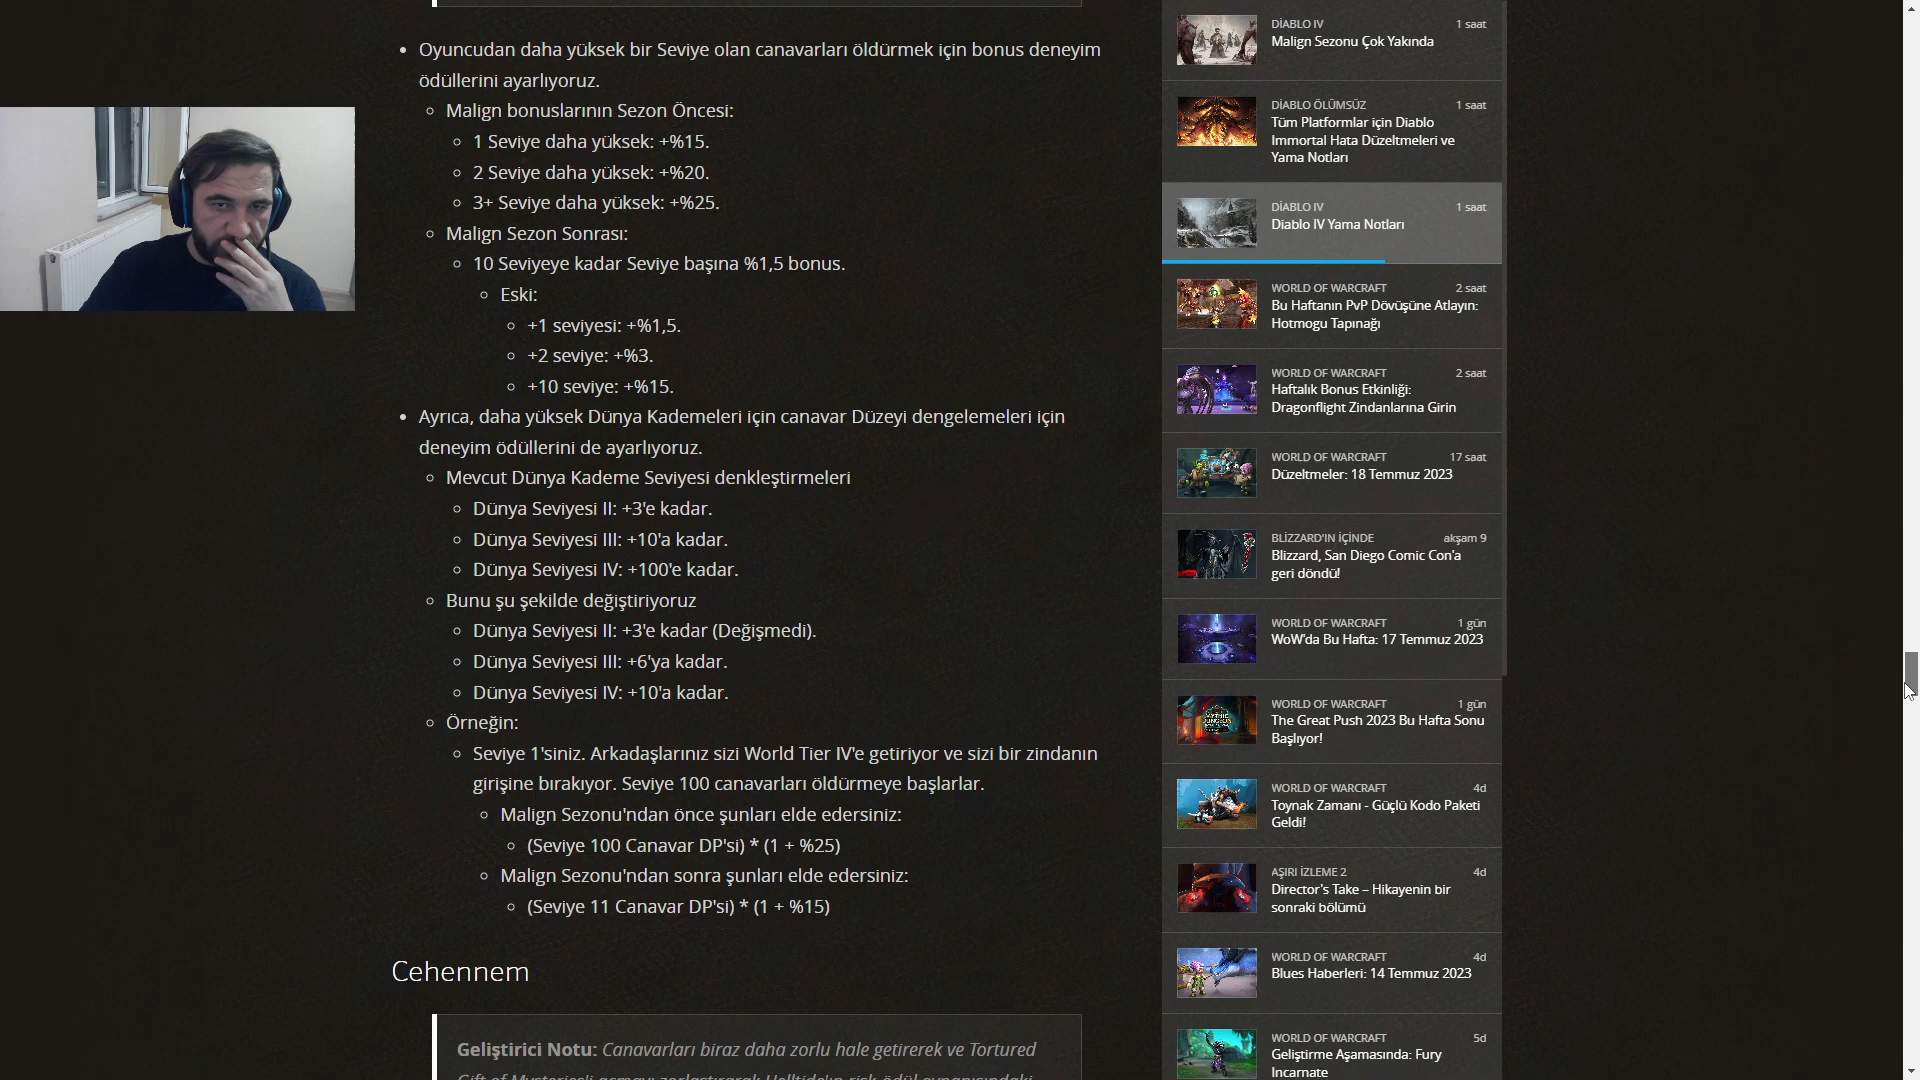 Oyuncudan daha yüksek bir Seviye olan canavarları öldürmek için bonus deneyim
ödüllerini ayarlıyoruz.
Malign bonuslarının Sezon Öncesi:
1 Seviye daha yüksek: +%15.
2 Seviye daha yüksek: +%20.
3+ Seviye daha yüksek: +%25.
Malign Sezon Sonrası:
10 Seviyeye kadar Seviye başına %1,5 bonus.
Eski:
+1 seviyesi: +%1,5.
+2 seviye: +%3.
+10 seviye: +%15.
Ayrıca, daha yüksek Dünya Kademeleri için canavar Düzeyi dengelemeleri için
deneyim ödüllerini de ayarlıyoruz.
Mevcut Dünya Kademe Seviyesi denkleştirmeleri
Dünya Seviyesi II: +3'e kadar.
Dünya Seviyesi III: +10'a kadar.
Dünya Seviyesi IV: +100'e kadar.
Bunu şu şekilde değiştiriyoruz
Dünya Seviyesi II: +3'e kadar (Değişmedi).
Dünya Seviyesi III: +6'ya kadar.
Dünya Seviyesi IV: +10'a kadar.
Örneğin:
Seviye 1'siniz. Arkadaşlarınız sizi World Tier IV'e getiriyor ve sizi bir zindanın
girişine bırakıyor. Seviye 100 canavarları öldürmeye başlarlar.
Malign Sezonu'ndan önce şunları elde edersiniz:
(Seviye 100 Canavar DP'si) * (1 + %25)
Malign Sezonu'ndan sonra şunları elde edersiniz:
(Seviye 11 Canavar DP'si) * (1 + %15)
Cehennem
Geliştirici Notu: Canavarları biraz daha zorlu hale getirerek ve Tortured
DİABLO IV 1 saat
Malign Sezonu Çok Yakında
DİABLO ÖLÜMSÜZ 1 saat
Tüm Platformlar için Diablo
Immortal Hata Düzeltmeleri ve
Yama Notları
DİABLO IV 1 saat
Diablo IV Yama Notları
WORLD OF WARCRAFT 2 saat
Bu Haftanın PvP Dövüşüne Atlayın:
Hotmogu Tapınağı
WORLD OF WARCRAFT 2 saat
Haftalık Bonus Etkinliği:
Dragonflight Zindanlarına Girin
WORLD OF WARCRAFT 17 saat
Düzeltmeler: 18 Temmuz 2023
BLİZZARD'IN İÇİNDE akşam 9
Blizzard, San Diego Comic Con'a
geri döndü!
WORLD OF WARCRAFT 1 gün
WoW'da Bu Hafta: 17 Temmuz 2023
WORLD OF WARCRAFT 1 gün
The Great Push 2023 Bu Hafta Sonu
Başlıyor!
WORLD OF WARCRAFT 4d
Toynak Zamanı - Güçlü Kodo Paketi
Geldi!
AŞIRI İZLEME 2 4d
Director's Take – Hikayenin bir
sonraki bölümü
WORLD OF WARCRAFT 4d
Blues Haberleri: 14 Temmuz 2023
WORLD OF WARCRAFT 5d
Geliştirme Aşamasında: Fury
Incarnate